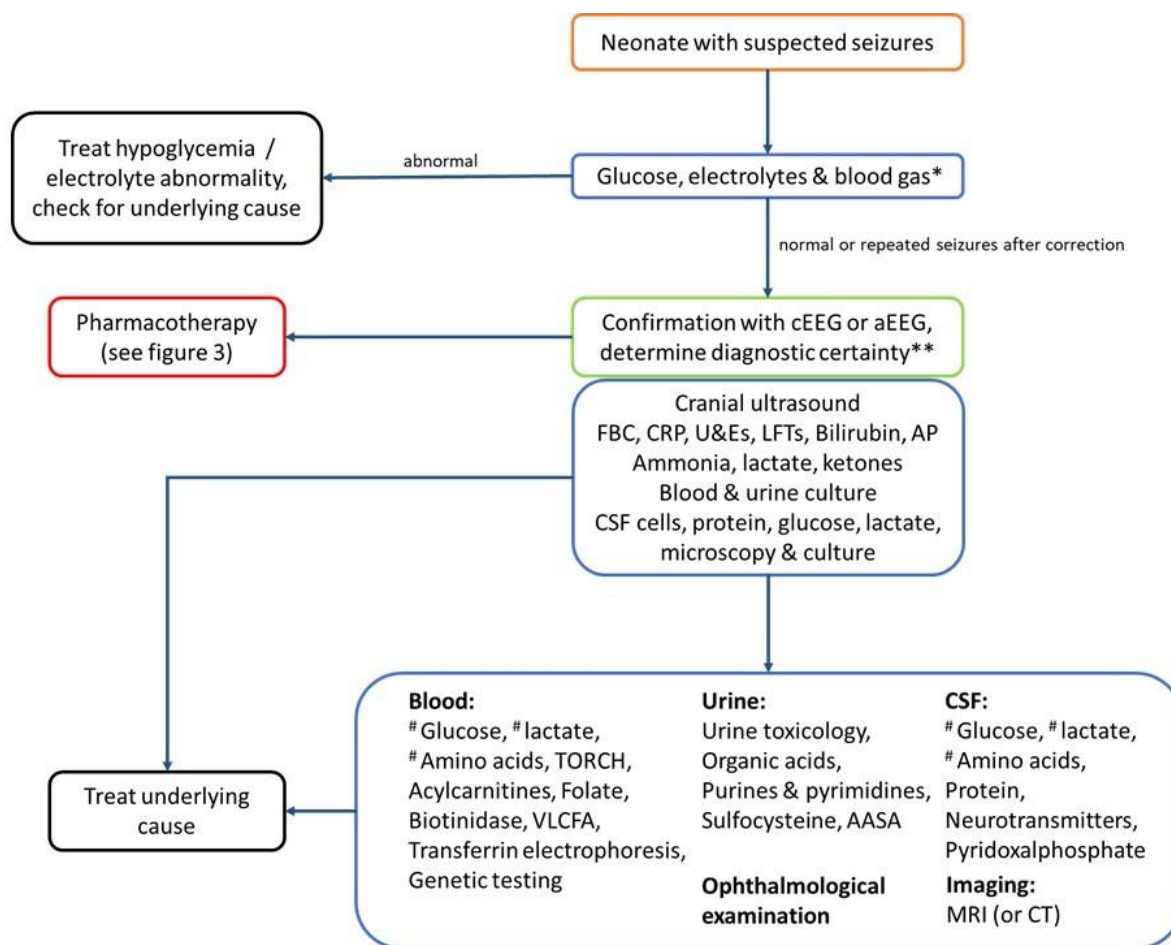 Neonate with suspected seizures
Treat hypoglycemia /
electrolyte abnormality,
check for underlying cause
abnormal
Glucose, electrolytes & blood gas*
normal or repeated seizures after correction
Pharmacotherapy
(see figure 3)
Confirmation with cEEG or aEEG,
determine diagnostic certainty**
Cranial ultrasound
FBC, CRP, U&Es, LFTs, Bilirubin, AP
Ammonia, lactate, ketones
Blood & urine culture
CSF cells, protein, glucose, lactate,
microscopy & culture
Treat underlying
cause
Blood:
# Glucose, # lactate,
# Amino acids, TORCH,
Acylcarnitines, Folate,
Biotinidase, VLCFA,
Transferrin electrophoresis,
Genetic testing
Urine:
Urine toxicology,
Organic acids,
Purines & pyrimidines,
Sulfocysteine, AASA
Ophthalmological
examination
CSF:
# Glucose, # lactate,
# Amino acids,
Protein,
Neurotransmitters,
Pyridoxalphosphate
Imaging:
MRI (or CT)